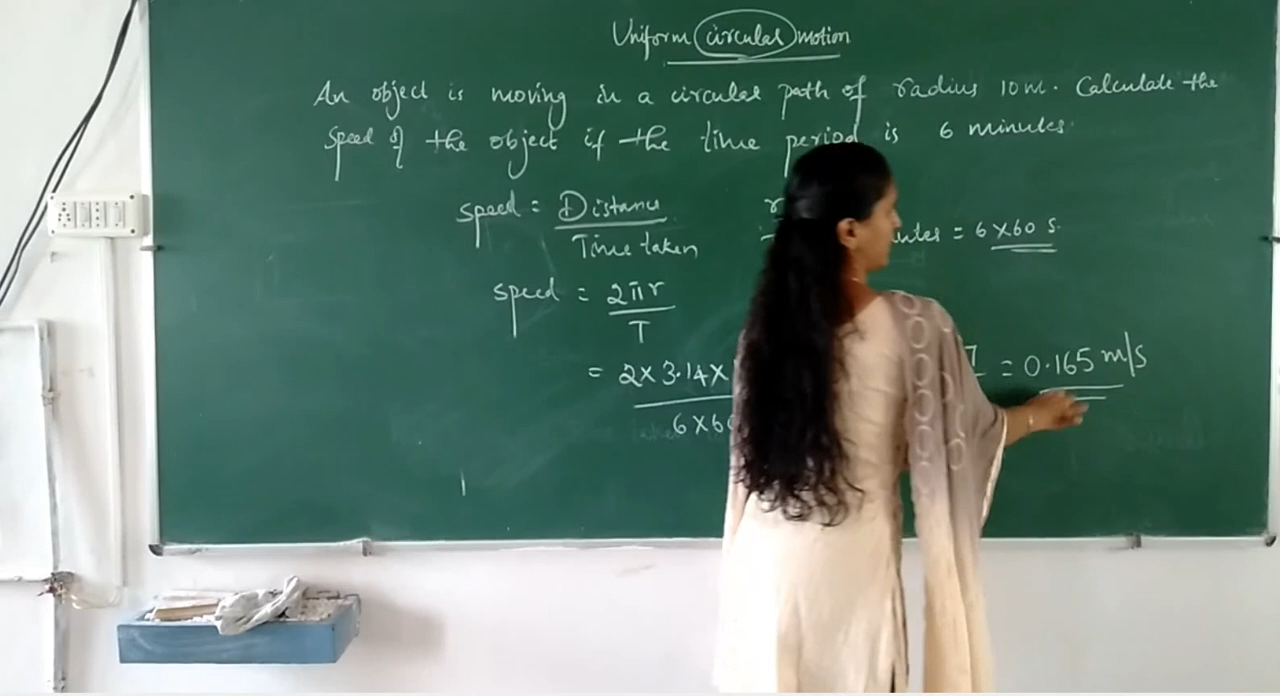 Uniform circular motion
An object is moving in a circular path of radius 10m. Calculate the
speed of the object if the time period is 6 minutes.
speed = Distance
Time taken
= 6 × 60 s.
speed = 2πr
T
= 2 × 3.14 ×
6 × 60
= 0.165 m/s